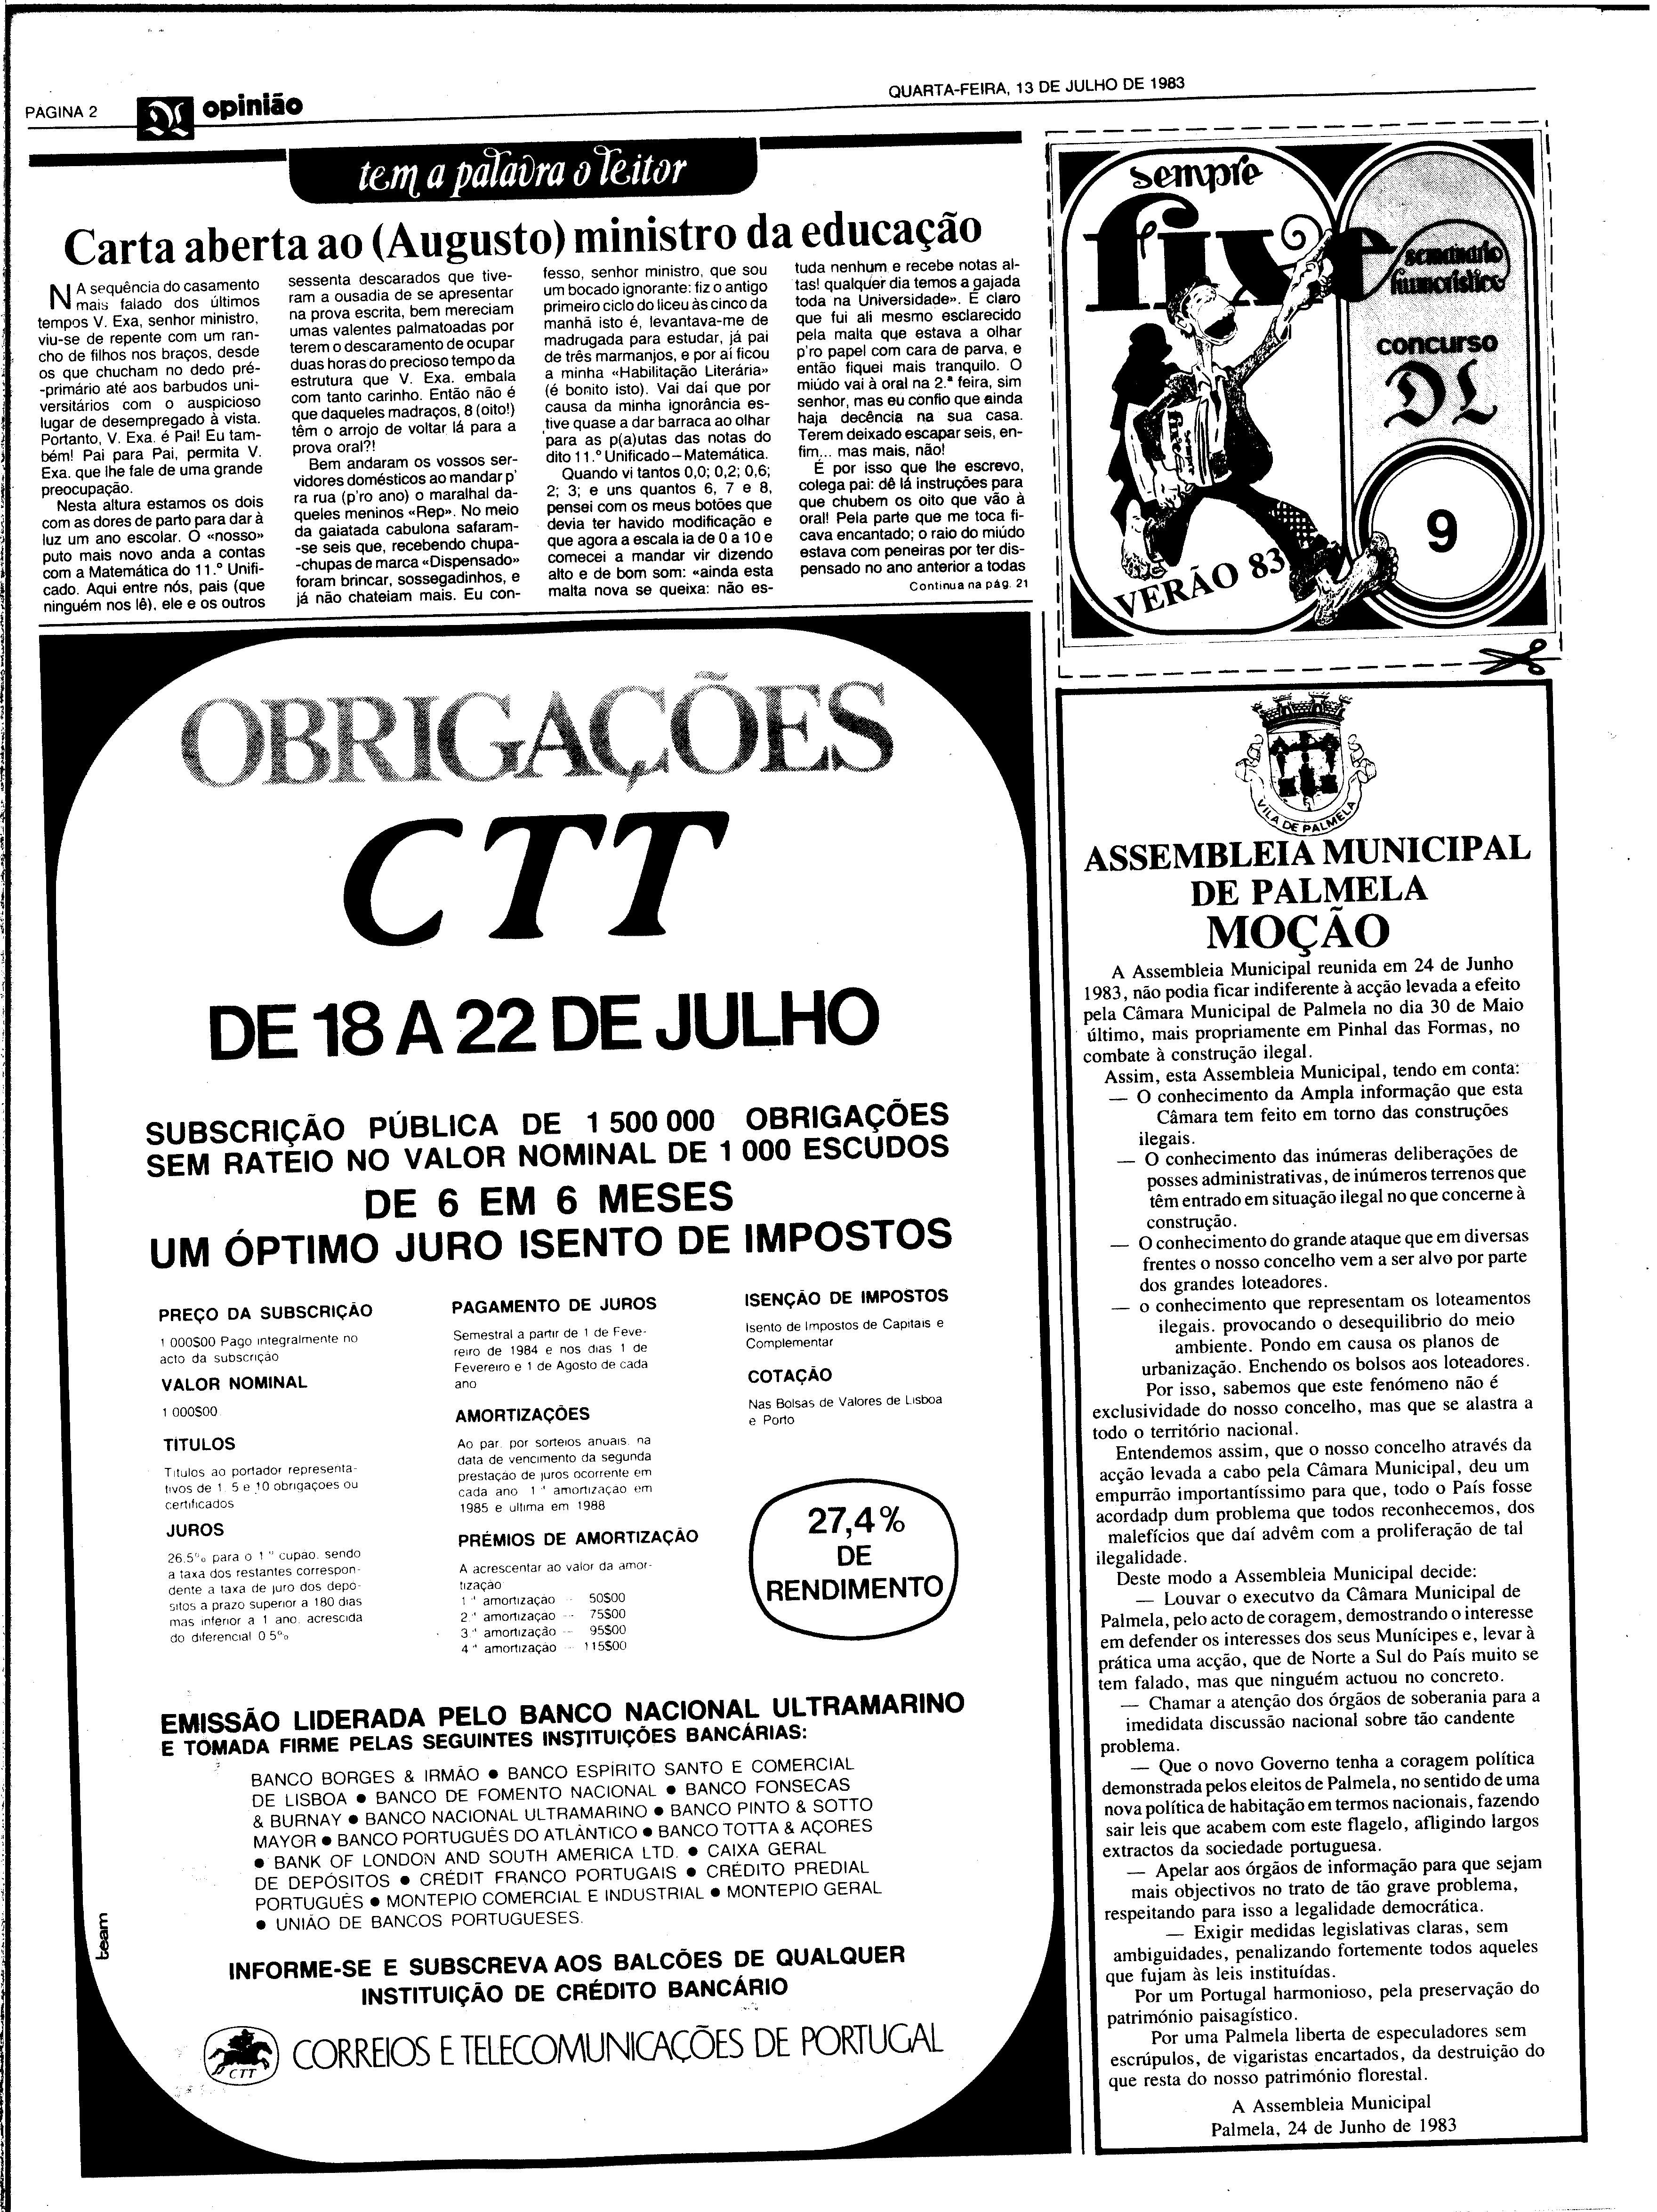 PÁGINA 2
DL opinião
QUARTA-FEIRA, 13 DE JULHO DE 1983
tem a palavra o leitor
Carta aberta ao (Augusto) ministro da educação
NA sequência do casamento
mais falado dos últimos
tempos V. Exa, senhor ministro,
viu-se de repente com um ran-
cho de filhos nos braços, desde
os que chucham no dedo pré-
-primário até aos barbudos uni-
versitários com o auspicioso
lugar de desempregado à vista.
Portanto, V. Exa. é Pai! Eu tam-
bém! Pai para Pai, permita V.
Exa. que lhe fale de uma grande
preocupação.
Nesta altura estamos os dois
com as dores de parto para dar à
luz um ano escolar. O «nosso»
puto mais novo anda a contas
com a Matemática do 11.º Unifi-
cado. Aqui entre nós, pais (que
ninguém nos lê), ele e os outros
sessenta descarados que tive-
ram a ousadia de se apresentar
na prova escrita, bem mereciam
umas valentes palmatoadas por
terem o descaramento de ocupar
duas horas do precioso tempo da
estrutura que V. Exa. embala
com tanto carinho. Então não é
que daqueles madraços, 8 (oito!)
têm o arrojo de voltar lá para a
prova oral?!
Bem andaram os vossos ser-
vidores domésticos ao mandar p'
ra rua (p'ro ano) o maralhal da-
queles meninos «Rep». No meio
da gaiatada cabulona safaram-
-se seis que, recebendo chupa-
-chupas de marca «Dispensado»
foram brincar, sossegadinhos, e
já não chateiam mais. Eu con-
fesso, senhor ministro, que sou
um bocado ignorante: fiz o antigo
primeiro ciclo do liceu às cinco da
manhã isto é, levantava-me de
madrugada para estudar, já pai
de três marmanjos, e por aí ficou
a minha «Habilitação Literária»
(é bonito isto). Vai daí que por
causa da minha ignorância es-
tive quase a dar barraca ao olhar
para as p(a)utas das notas do
dito 11.º Unificado – Matemática.
Quando vi tantos 0,0; 0,2; 0,6;
2; 3; e uns quantos 6, 7 e 8,
pensei com os meus botões que
devia ter havido modificação e
que agora a escala ia de 0 a 10 e
comecei a mandar vir dizendo
alto e de bom som: «ainda esta
malta nova se queixa: não es-
tuda nenhum e recebe notas al-
tas! qualquer dia temos a gajada
toda na Universidade». É claro
que fui ali mesmo esclarecido
pela malta que estava a olhar
p'ro papel com cara de parva, e
então fiquei mais tranquilo. O
miúdo vai à oral na 2.ª feira, sim
senhor, mas eu confio que ainda
haja decência na sua casa.
Terem deixado escapar seis, en-
fim... mas mais, não!
É por isso que lhe escrevo,
colega pai: dê lá instruções para
que chubem os oito que vão à
oral! Pela parte que me toca fi-
cava encantado; o raio do miúdo
estava com peneiras por ter dis-
pensado no ano anterior a todas
Continua na pág. 21
sempre
fixe
semanário
humorístico
concurso
DL
9
VERÃO 83
OBRIGAÇÕES
CTT
DE 18 A 22 DE JULHO
SUBSCRIÇÃO PÚBLICA DE 1 500 000 OBRIGAÇÕES
SEM RATEIO NO VALOR NOMINAL DE 1 000 ESCUDOS
DE 6 EM 6 MESES
UM ÓPTIMO JURO ISENTO DE IMPOSTOS
PREÇO DA SUBSCRIÇÃO
1 000$00 Pago integralmente no
acto da subscrição
VALOR NOMINAL
1 000$00
TÍTULOS
Títulos ao portador representa-
tivos de 1, 5 e 10 obrigações ou
certificados
JUROS
26,5% para o 1.º cupão, sendo
a taxa dos restantes correspon-
dente a taxa de juro dos depó-
sitos a prazo superior a 180 dias
mas inferior a 1 ano, acrescida
do diferencial 0,5%
PAGAMENTO DE JUROS
Semestral a partir de 1 de Feve-
reiro de 1984 e nos dias 1 de
Fevereiro e 1 de Agosto de cada
ano
AMORTIZAÇÕES
Ao par, por sorteios anuais, na
data de vencimento da segunda
prestação de juros ocorrente em
cada ano 1.ª amortização em
1985 e ultima em 1988
PRÉMIOS DE AMORTIZAÇÃO
A acrescentar ao valor da amor-
tização
1.ª amortização — 50$00
2.ª amortização — 75$00
3.ª amortização — 95$00
4.ª amortização — 115$00
ISENÇÃO DE IMPOSTOS
Isento de Impostos de Capitais e
Complementar
COTAÇÃO
Nas Bolsas de Valores de Lisboa
e Porto
27,4%
DE
RENDIMENTO
EMISSÃO LIDERADA PELO BANCO NACIONAL ULTRAMARINO
E TOMADA FIRME PELAS SEGUINTES INSTITUIÇÕES BANCÁRIAS:
BANCO BORGES & IRMÃO ● BANCO ESPÍRITO SANTO E COMERCIAL
DE LISBOA ● BANCO DE FOMENTO NACIONAL ● BANCO FONSECAS
& BURNAY ● BANCO NACIONAL ULTRAMARINO ● BANCO PINTO & SOTTO
MAYOR ● BANCO PORTUGUÊS DO ATLÂNTICO ● BANCO TOTTA & AÇORES
● BANK OF LONDON AND SOUTH AMERICA LTD. ● CAIXA GERAL
DE DEPÓSITOS ● CRÉDIT FRANCO PORTUGAIS ● CRÉDITO PREDIAL
PORTUGUÊS ● MONTEPIO COMERCIAL E INDUSTRIAL ● MONTEPIO GERAL
● UNIÃO DE BANCOS PORTUGUESES.
team
INFORME-SE E SUBSCREVA AOS BALCÕES DE QUALQUER
INSTITUIÇÃO DE CRÉDITO BANCÁRIO
CTT
CORREIOS E TELECOMUNICAÇÕES DE PORTUGAL
VILA DE PALMELA
ASSEMBLEIA MUNICIPAL
DE PALMELA
MOÇÃO
A Assembleia Municipal reunida em 24 de Junho
1983, não podia ficar indiferente à acção levada a efeito
pela Câmara Municipal de Palmela no dia 30 de Maio
último, mais propriamente em Pinhal das Formas, no
combate à construção ilegal.
Assim, esta Assembleia Municipal, tendo em conta:
— O conhecimento da Ampla informação que esta
Câmara tem feito em torno das construções
ilegais.
— O conhecimento das inúmeras deliberações de
posses administrativas, de inúmeros terrenos que
têm entrado em situação ilegal no que concerne à
construção.
— O conhecimento do grande ataque que em diversas
frentes o nosso concelho vem a ser alvo por parte
dos grandes loteadores.
— o conhecimento que representam os loteamentos
ilegais. provocando o desequilibrio do meio
ambiente. Pondo em causa os planos de
urbanização. Enchendo os bolsos aos loteadores.
Por isso, sabemos que este fenómeno não é
exclusividade do nosso concelho, mas que se alastra a
todo o território nacional.
Entendemos assim, que o nosso concelho através da
acção levada a cabo pela Câmara Municipal, deu um
empurrão importantíssimo para que, todo o País fosse
acordadp dum problema que todos reconhecemos, dos
malefícios que daí advêm com a proliferação de tal
ilegalidade.
Deste modo a Assembleia Municipal decide:
— Louvar o executvo da Câmara Municipal de
Palmela, pelo acto de coragem, demostrando o interesse
em defender os interesses dos seus Munícipes e, levar à
prática uma acção, que de Norte a Sul do País muito se
tem falado, mas que ninguém actuou no concreto.
— Chamar a atenção dos órgãos de soberania para a
imedidata discussão nacional sobre tão candente
problema.
— Que o novo Governo tenha a coragem política
demonstrada pelos eleitos de Palmela, no sentido de uma
nova política de habitação em termos nacionais, fazendo
sair leis que acabem com este flagelo, afligindo largos
extractos da sociedade portuguesa.
— Apelar aos órgãos de informação para que sejam
mais objectivos no trato de tão grave problema,
respeitando para isso a legalidade democrática.
— Exigir medidas legislativas claras, sem
ambiguidades, penalizando fortemente todos aqueles
que fujam às leis instituídas.
Por um Portugal harmonioso, pela preservação do
património paisagístico.
Por uma Palmela liberta de especuladores sem
escrúpulos, de vigaristas encartados, da destruição do
que resta do nosso património florestal.
A Assembleia Municipal
Palmela, 24 de Junho de 1983